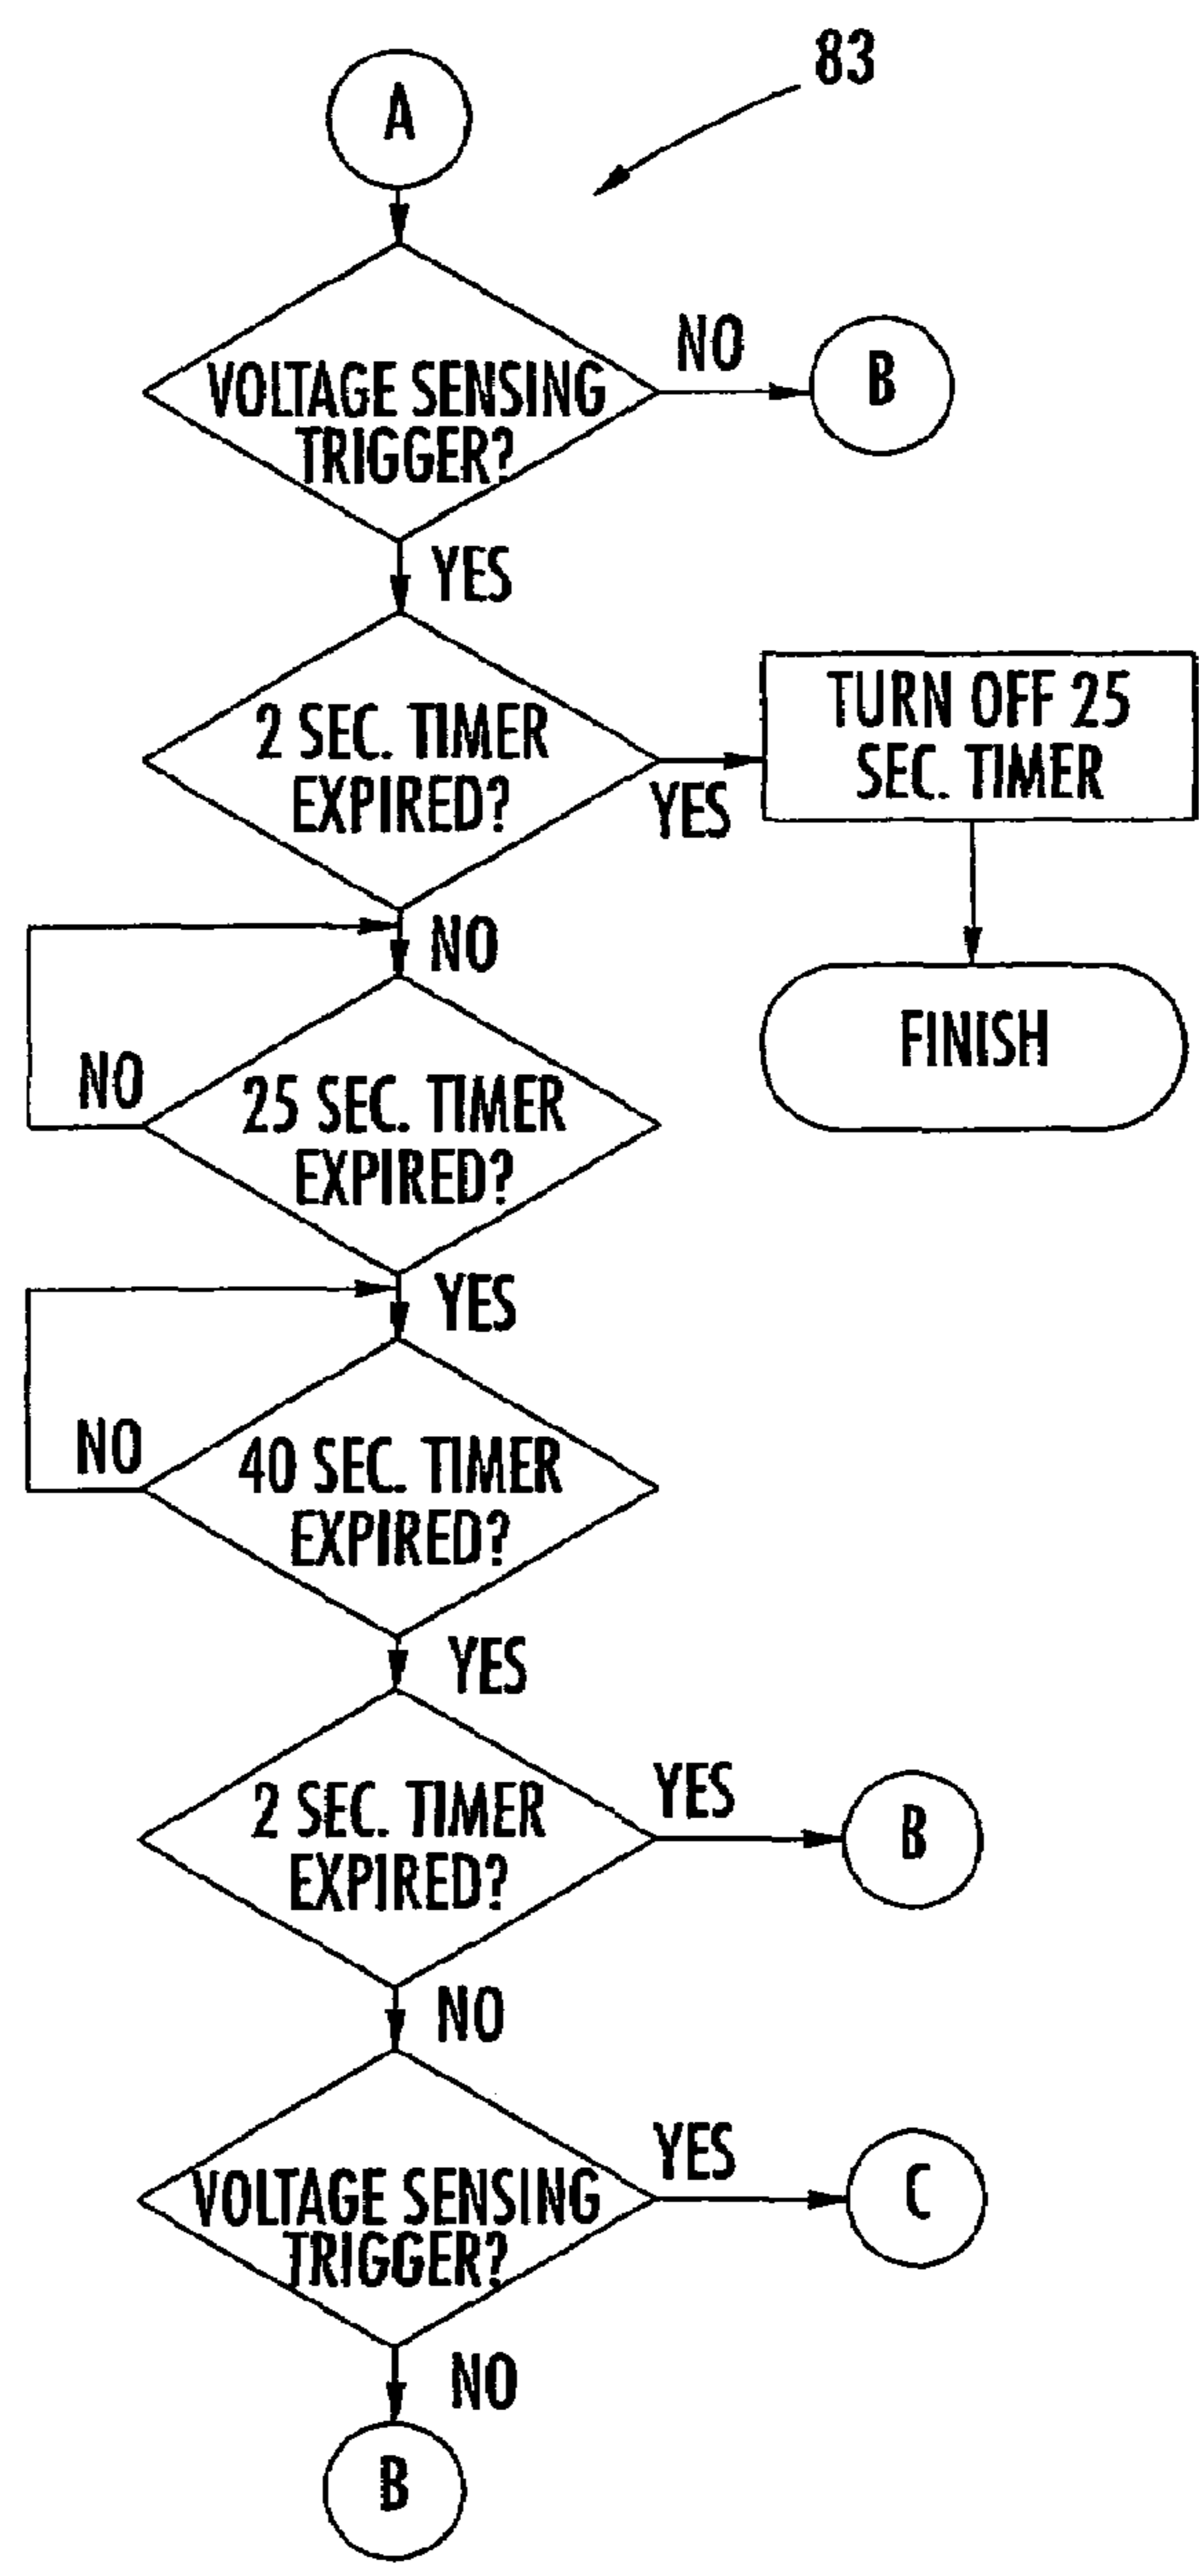 83
A
VOLTAGE SENSING
TRIGGER?
NO
B
YES
2 SEC. TIMER
EXPIRED?
YES
TURN OFF 25
SEC. TIMER
NO
FINISH
NO
25 SEC. TIMER
EXPIRED?
YES
NO
40 SEC. TIMER
EXPIRED?
YES
2 SEC. TIMER
EXPIRED?
YES
B
NO
VOLTAGE SENSING
TRIGGER?
YES
C
NO
B